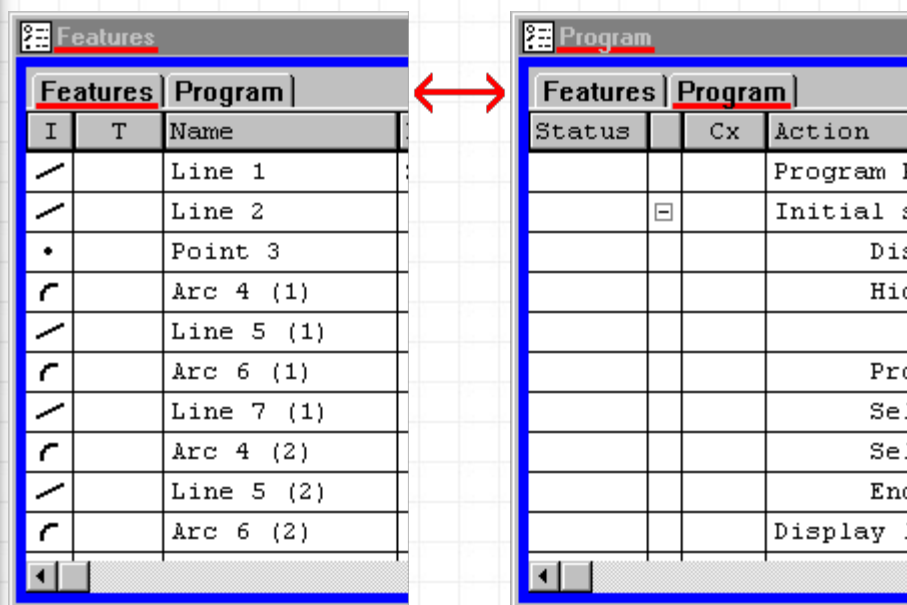 Features
Features Program
I T Name
Line 1
Line 2
Point 3
Arc 4 (1)
Line 5 (1)
Arc 6 (1)
Line 7 (1)
Arc 4 (2)
Line 5 (2)
Arc 6 (2)
Program
Features Program
Status Cx Action
Program
Initial
Display